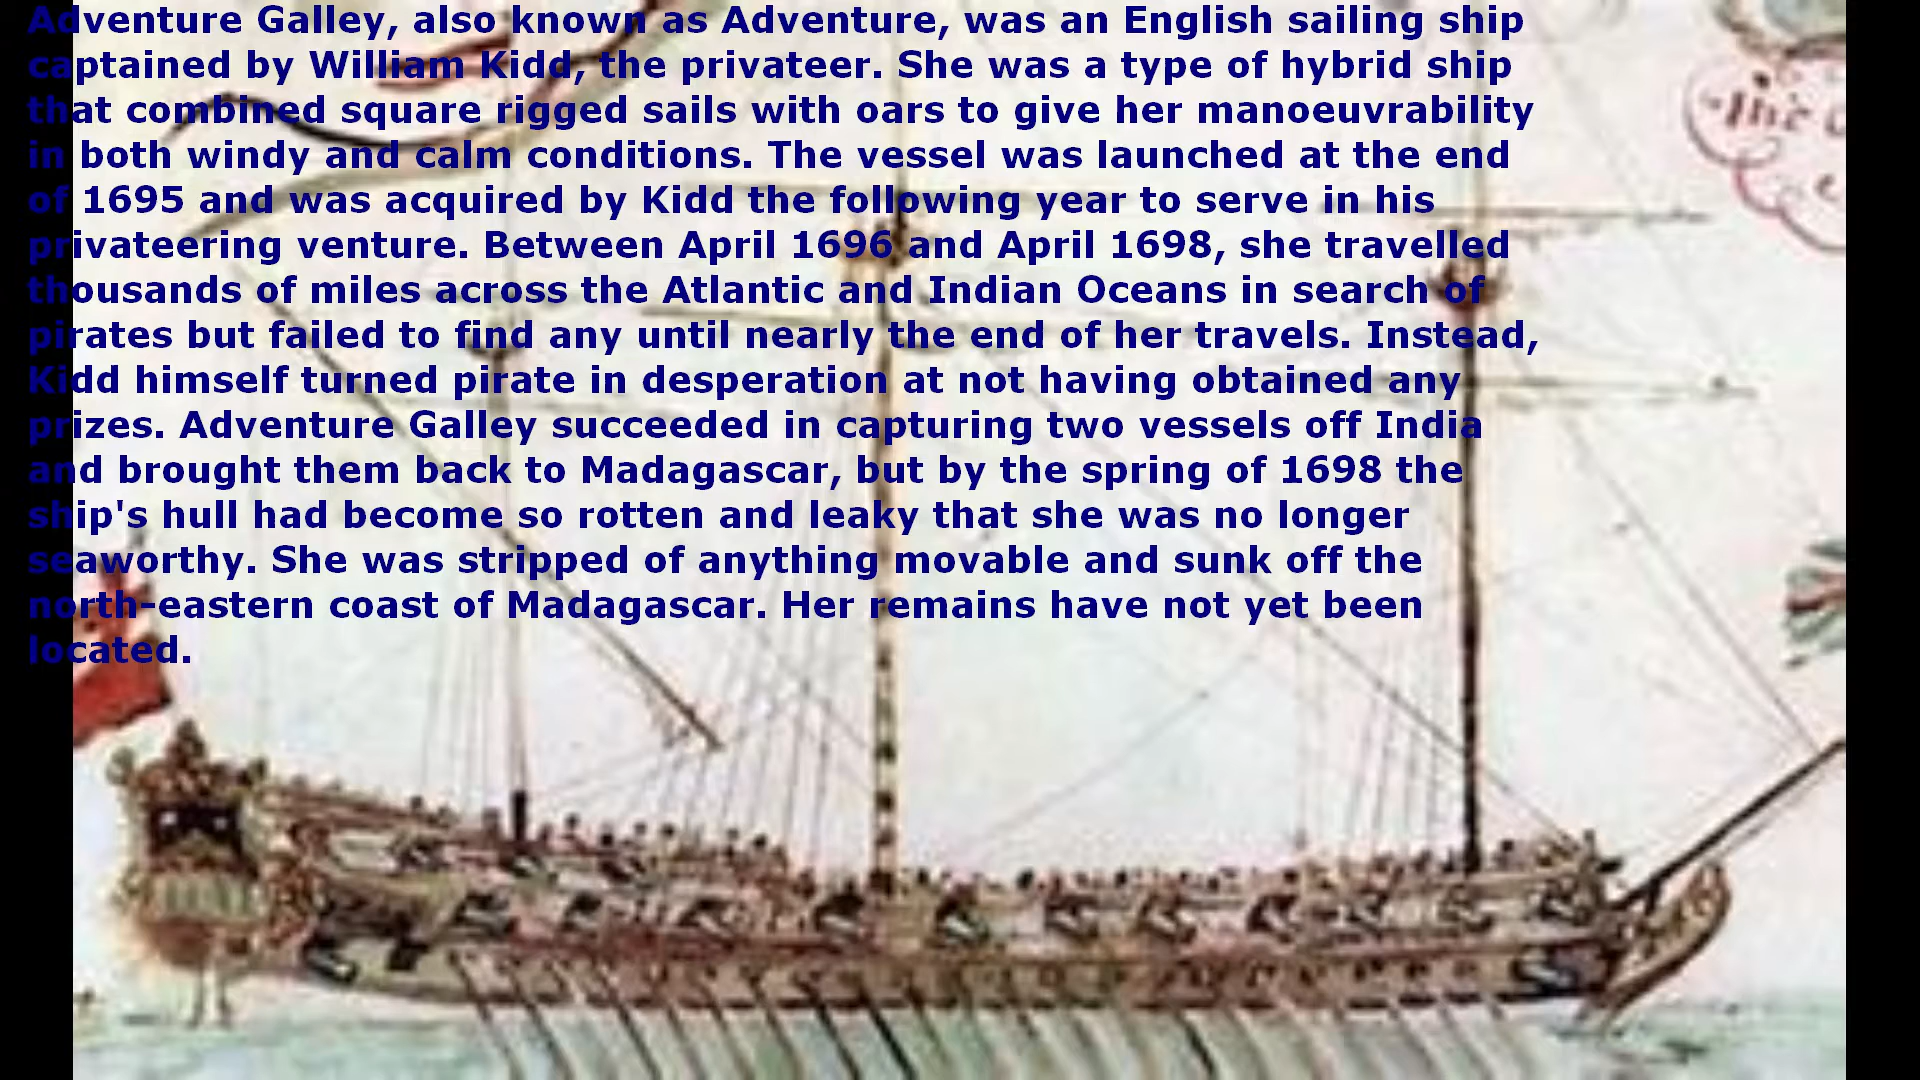 Adventure Galley, also known as Adventure, was an English sailing ship
captained by William Kidd, the privateer. She was a type of hybrid ship
that combined square rigged sails with oars to give her manoeuvrability
in both windy and calm conditions. The vessel was launched at the end
of 1695 and was acquired by Kidd the following year to serve in his
privateering venture. Between April 1696 and April 1698, she travelled
thousands of miles across the Atlantic and Indian Oceans in search of
pirates but failed to find any until nearly the end of her travels. Instead,
Kidd himself turned pirate in desperation at not having obtained any
prizes. Adventure Galley succeeded in capturing two vessels off India
and brought them back to Madagascar, but by the spring of 1698 the
ship's hull had become so rotten and leaky that she was no longer
seaworthy. She was stripped of anything movable and sunk off the
north-eastern coast of Madagascar. Her remains have not yet been
located.
the